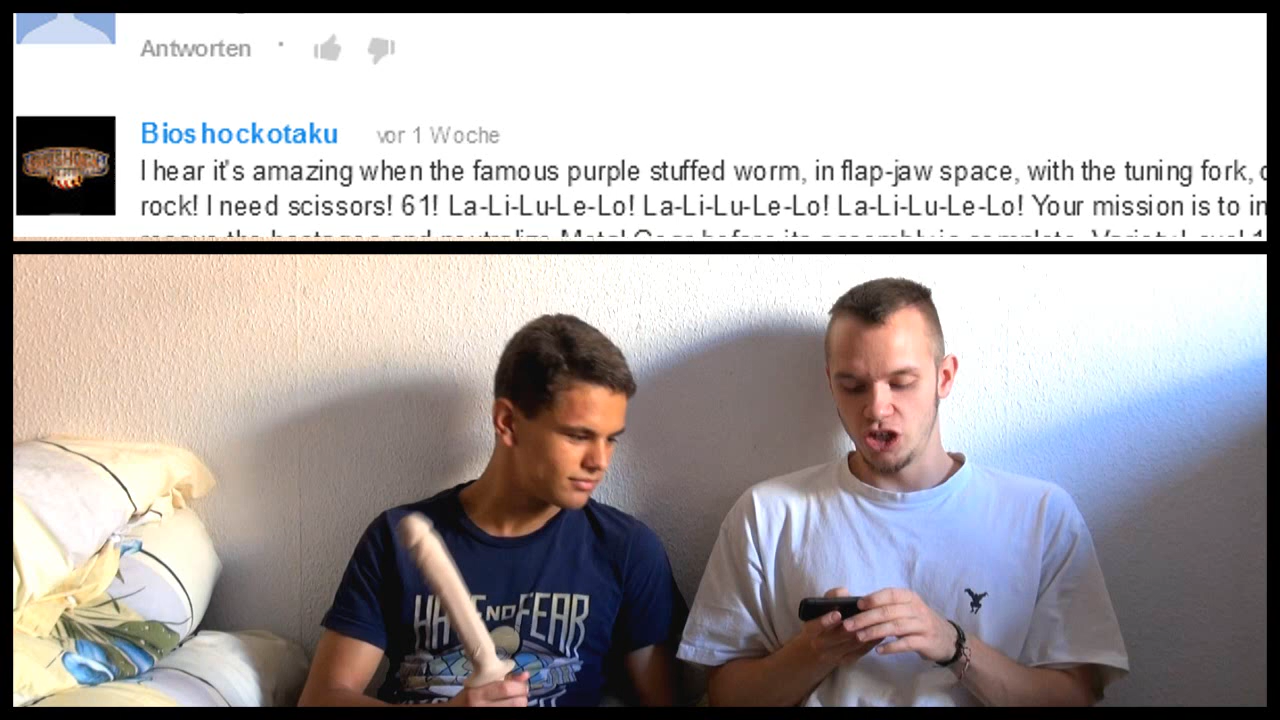 Antworten
Bioshockotaku vor 1 Woche
I hear it's amazing when the famous purple stuffed worm, in flap-jaw space, with the tuning fork,
rock! I need scissors! 61! La-Li-Lu-Le-Lo! La-Li-Lu-Le-Lo! La-Li-Lu-Le-Lo! Your mission is to
HAVE NO FEAR